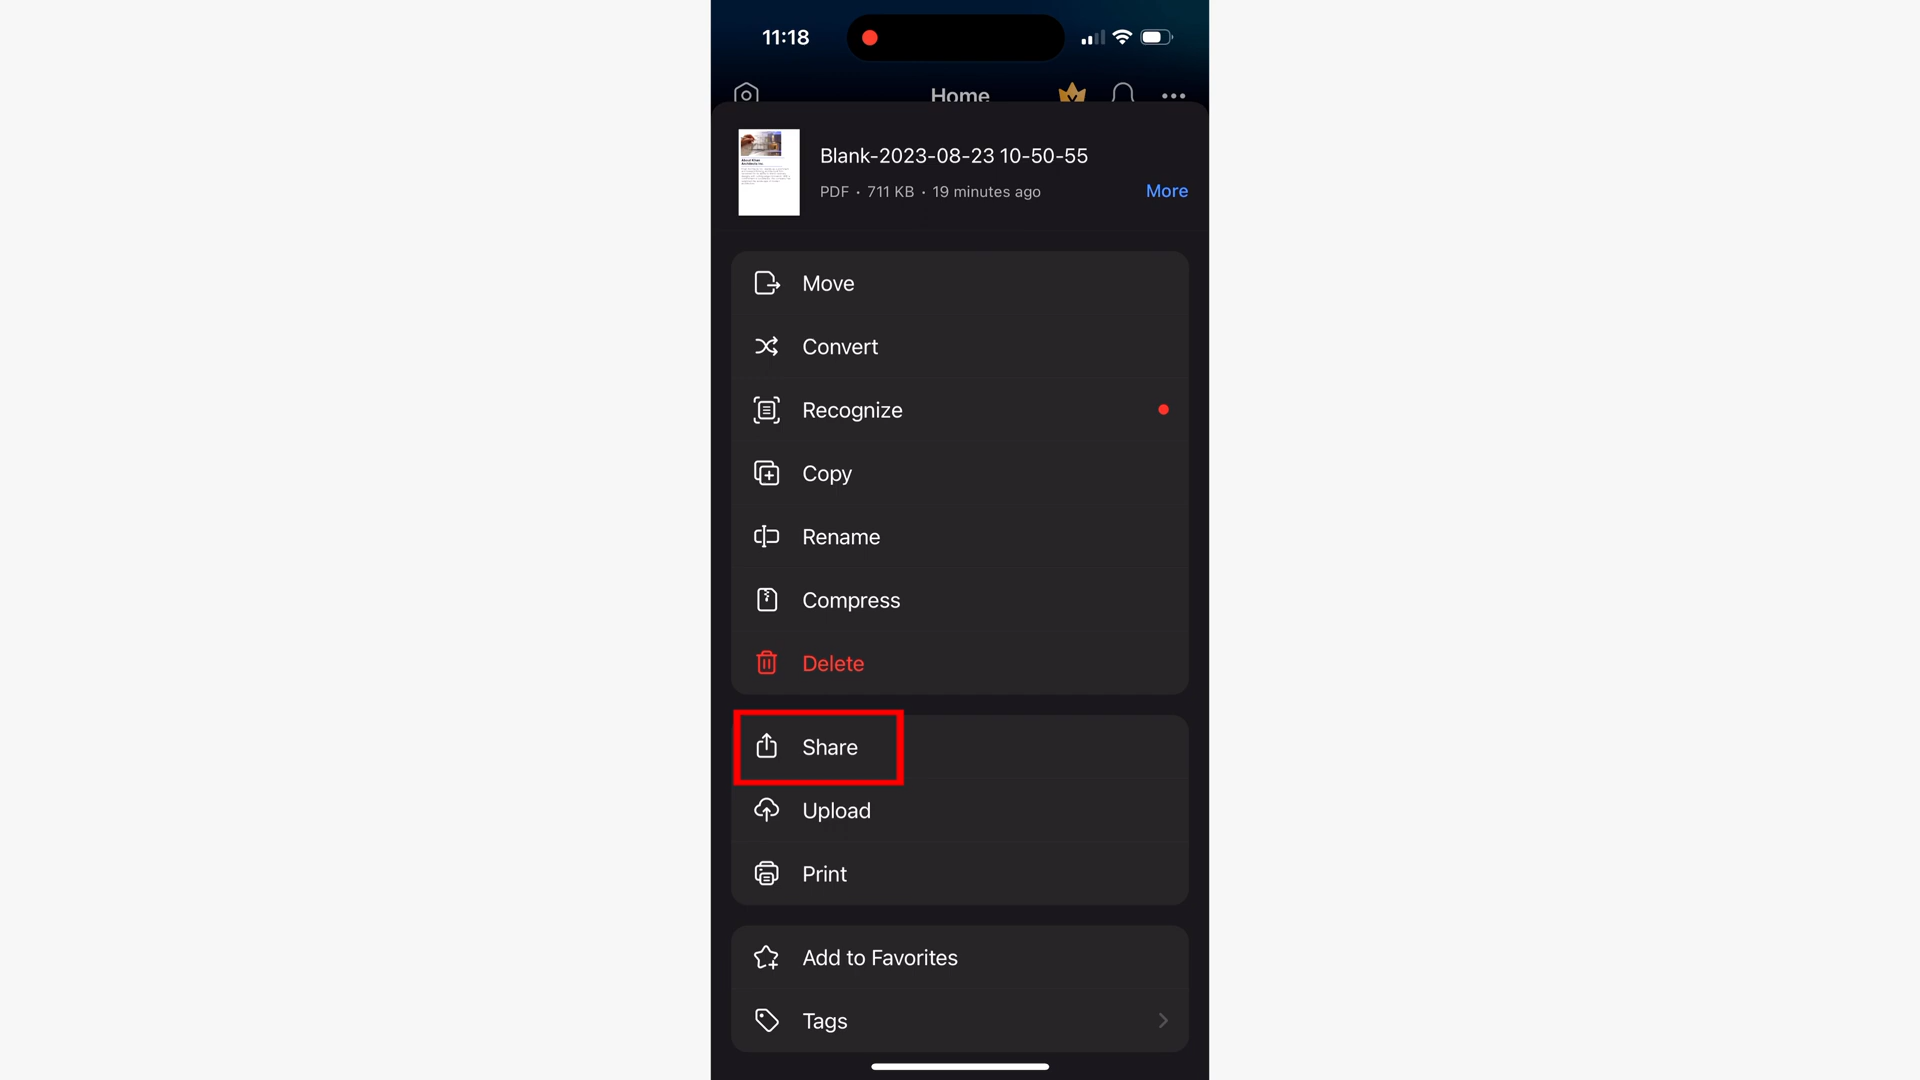 11:18
Home
Blank-2023-08-23 10-50-55
PDF • 711 KB • 19 minutes ago
More
Move
Convert
Recognize
Copy
Rename
Compress
Delete
Share
Upload
Print
Add to Favorites
Tags